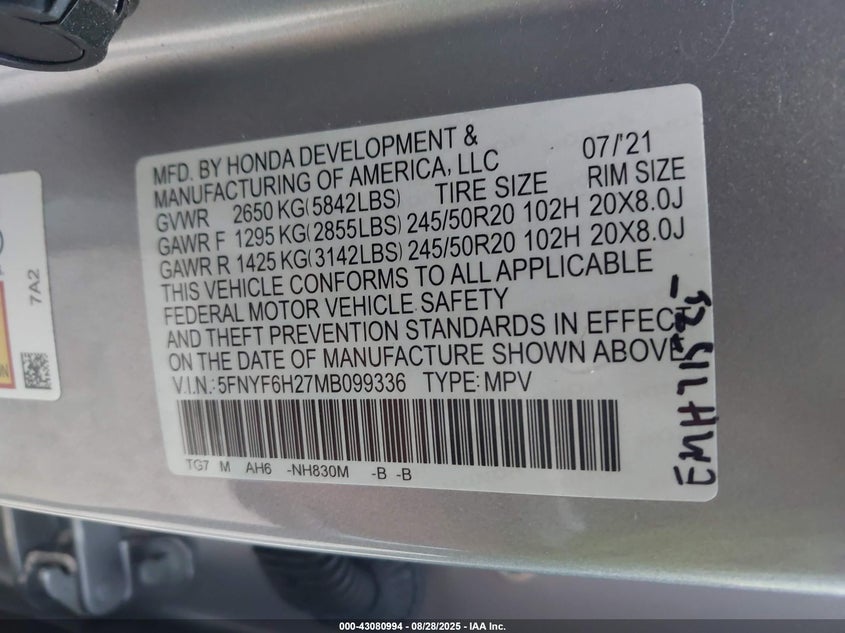 MFD. BY HONDA DEVELOPMENT & 07/'21
MANUFACTURING OF AMERICA, LLC
GVWR 2650 KG(5842LBS) TIRE SIZE RIM SIZE
GAWR F 1295 KG(2855LBS) 245/50R20 102H 20X8.0J
GAWR R 1425 KG(3142LBS) 245/50R20 102H 20X8.0J
THIS VEHICLE CONFORMS TO ALL APPLICABLE
FEDERAL MOTOR VEHICLE SAFETY
AND THEFT PREVENTION STANDARDS IN EFFECT
ON THE DATE OF MANUFACTURE SHOWN ABOVE.
V.I.N.: 5FNYF6H27MB099336 TYPE: MPV
TG7 M AH6 -NH830M -B -B
7A2
000-43080994 / 08/28/2025 - IAA Inc.